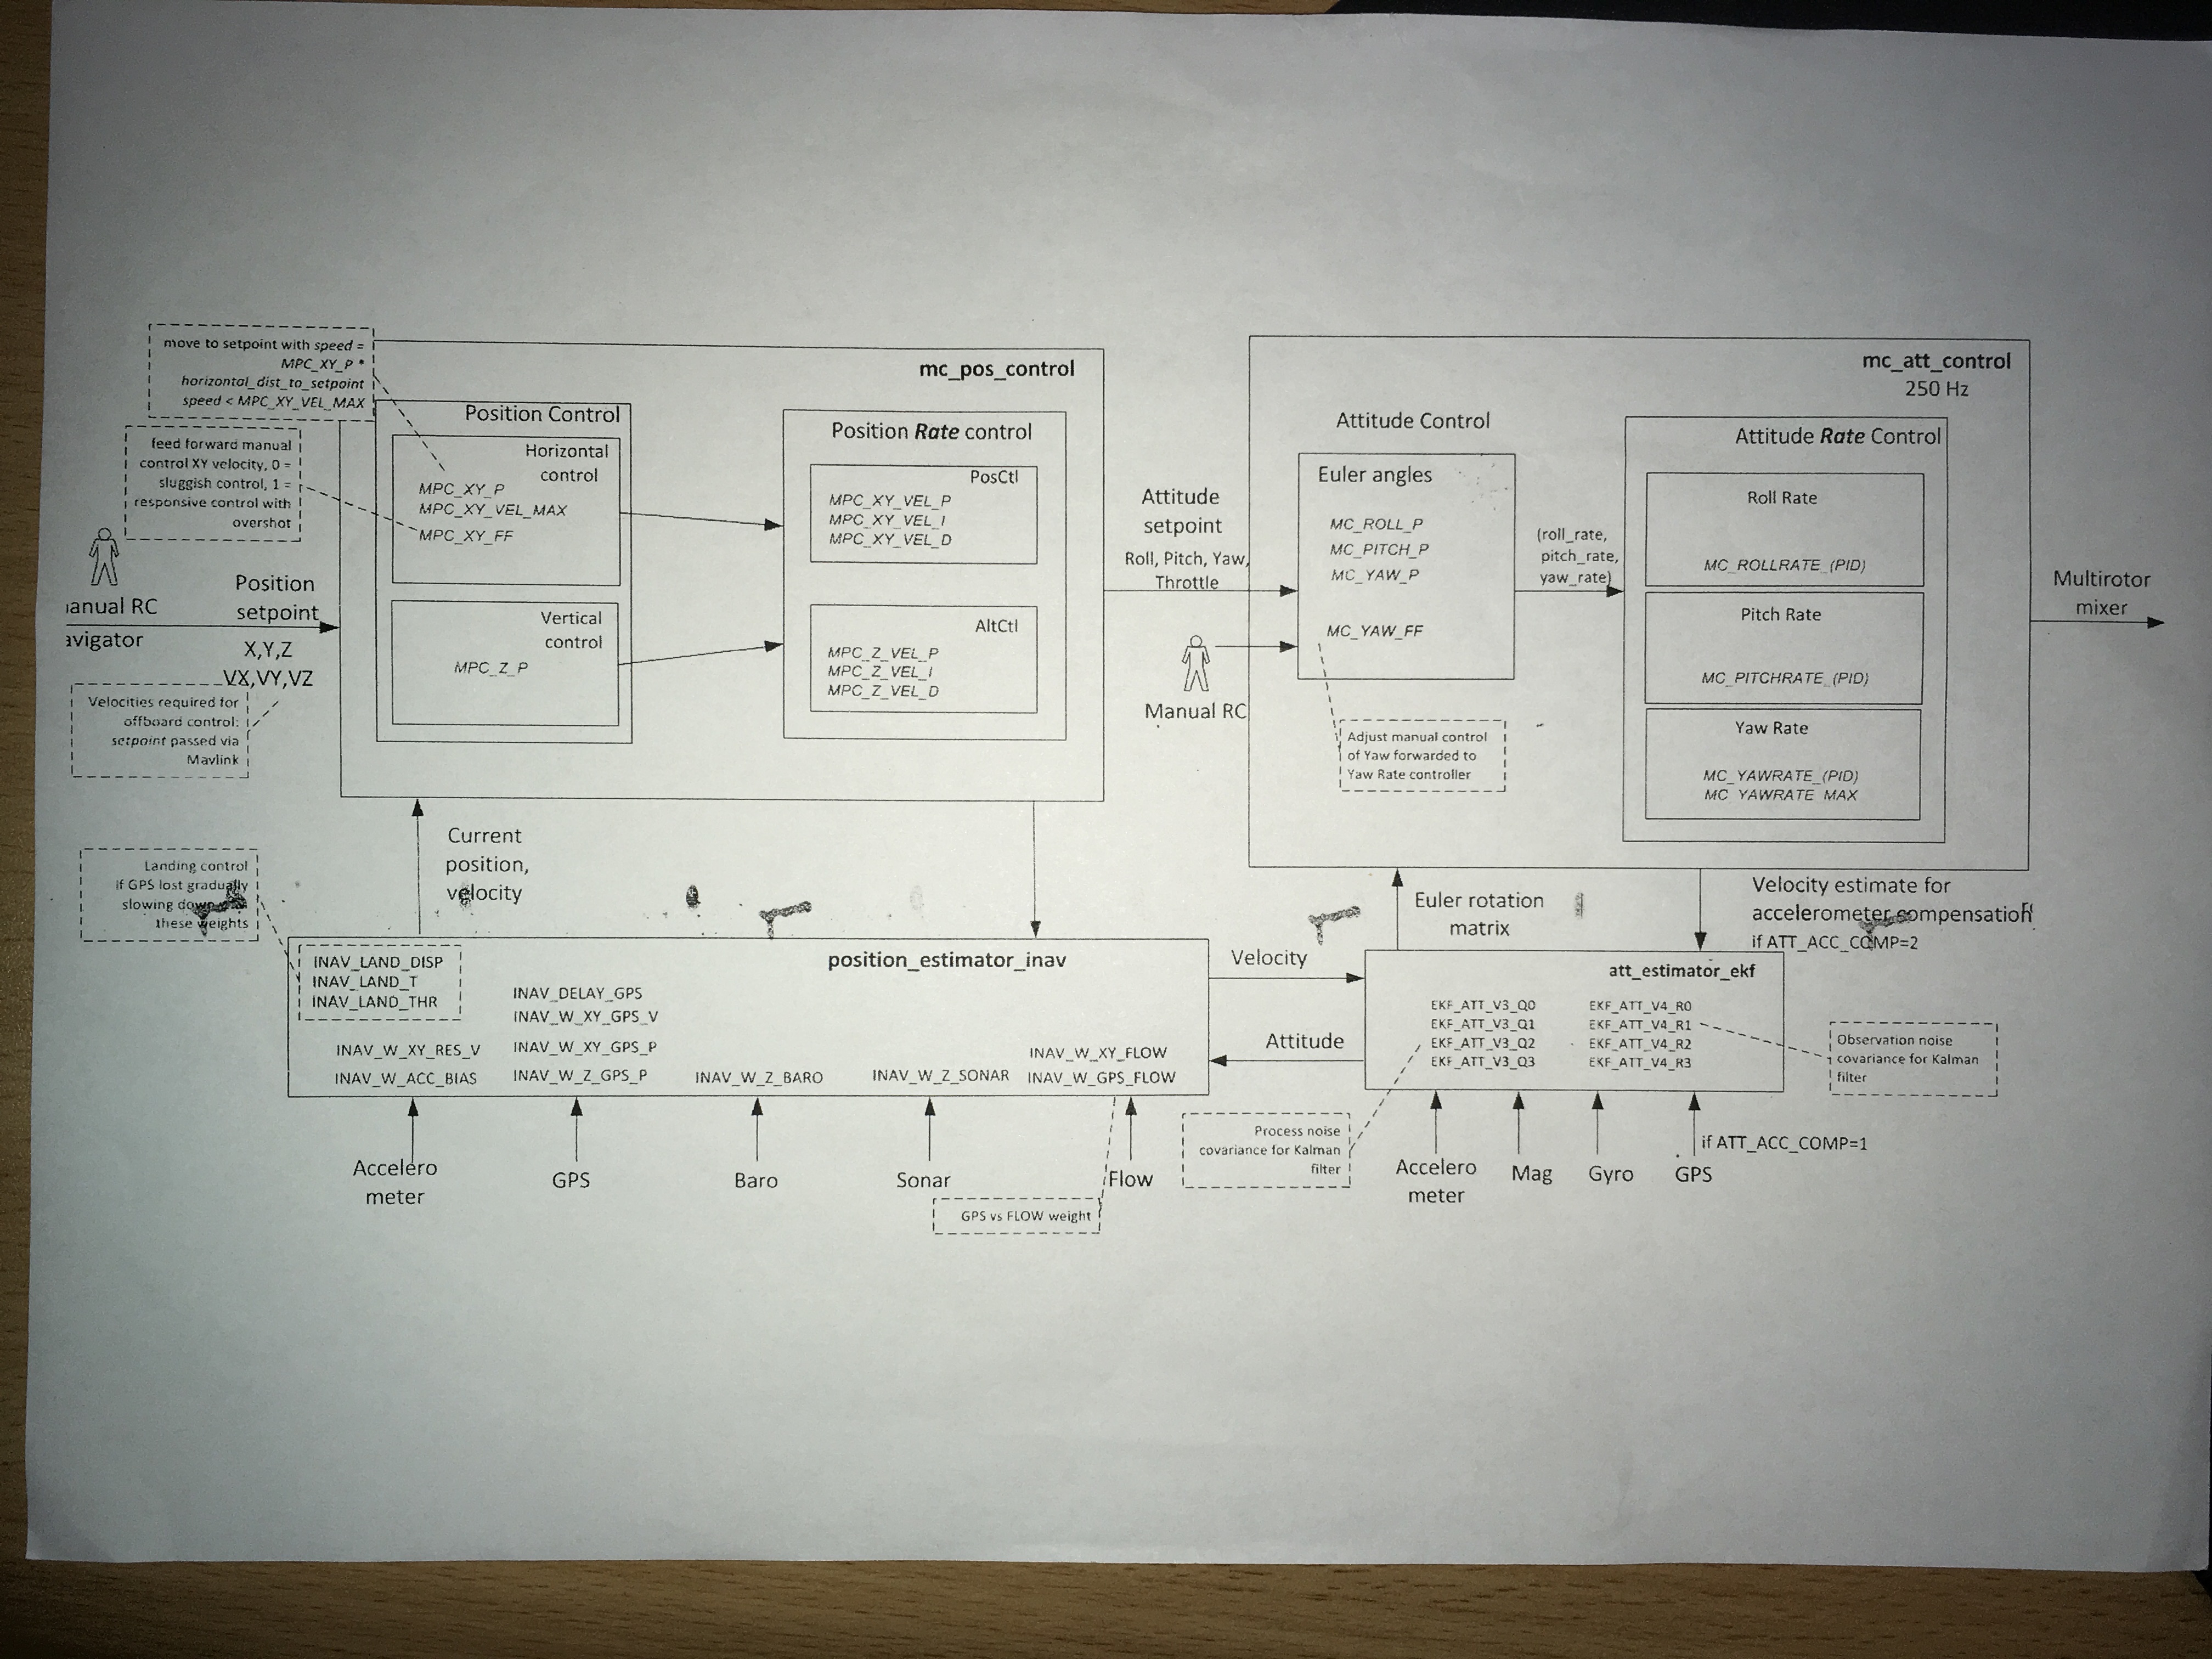 move to setpoint with speed =
MPC_XY_P *
horizontal_dist_to_setpoint
speed < MPC_XY_VEL_MAX
feed forward manual
control XY velocity, 0 =
sluggish control, 1 =
responsive control with
overshot
anual RC
avigator
Position
setpoint
X,Y,Z
VX,VY,VZ
Velocities required for
offboard control:
setpoint passed via
Mavlink
mc_pos_control
Position Control
Horizontal
control
MPC_XY_P
MPC_XY_VEL_MAX
MPC_XY_FF
Vertical
control
MPC_Z_P
Position Rate control
PosCtl
MPC_XY_VEL_P
MPC_XY_VEL_I
MPC_XY_VEL_D
AltCtl
MPC_Z_VEL_P
MPC_Z_VEL_I
MPC_Z_VEL_D
Attitude
setpoint
Roll, Pitch, Yaw,
Throttle
Manual RC
mc_att_control
250 Hz
Attitude Control
Euler angles
MC_ROLL_P
MC_PITCH_P
MC_YAW_P
MC_YAW_FF
Adjust manual control
of Yaw forwarded to
Yaw Rate controller
(roll_rate,
pitch_rate,
yaw_rate)
Attitude Rate Control
Roll Rate
MC_ROLLRATE_(PID)
Pitch Rate
MC_PITCHRATE_(PID)
Yaw Rate
MC_YAWRATE_(PID)
MC_YAWRATE_MAX
Multirotor
mixer
Landing control
if GPS lost gradually
slowing down
these weights
Current
position,
velocity
Euler rotation
matrix
Velocity estimate for
accelerometer compensation
if ATT_ACC_COMP=2
position_estimator_inav
INAV_LAND_DISP
INAV_LAND_T
INAV_LAND_THR
INAV_W_XY_RES_V
INAV_W_ACC_BIAS
INAV_DELAY_GPS
INAV_W_XY_GPS_V
INAV_W_XY_GPS_P
INAV_W_Z_GPS_P
INAV_W_Z_BARO
INAV_W_Z_SONAR
INAV_W_XY_FLOW
INAV_W_GPS_FLOW
Velocity
Attitude
att_estimator_ekf
EKF_ATT_V3_Q0
EKF_ATT_V3_Q1
EKF_ATT_V3_Q2
EKF_ATT_V3_Q3
EKF_ATT_V4_R0
EKF_ATT_V4_R1
EKF_ATT_V4_R2
EKF_ATT_V4_R3
Observation noise
covariance for Kalman
filter
Process noise
covariance for Kalman
filter
Accelero
meter
GPS
Baro
Sonar
Flow
GPS vs FLOW weight
Accelero
meter
Mag
Gyro
GPS
if ATT_ACC_COMP=1